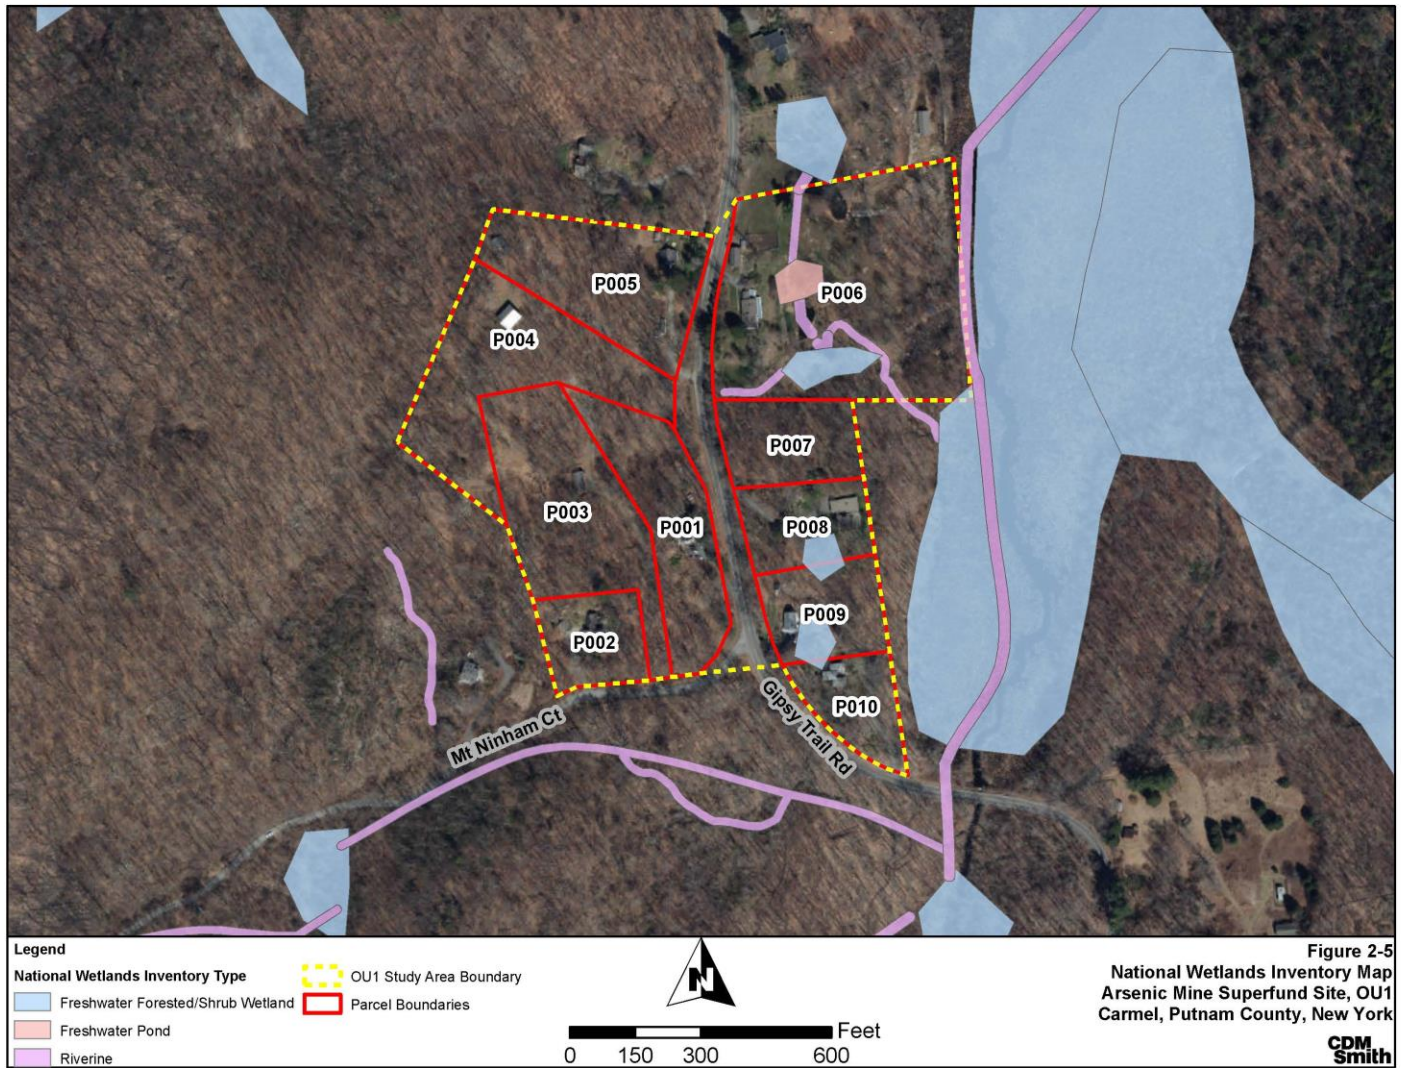 P005
P006
P004
P007
P003
P001
P008
P009
P002
P010
Mt Ninham Ct
Gipsy Trail Rd
Legend
National Wetlands Inventory Type
Freshwater Forested/Shrub Wetland
Freshwater Pond
Riverine
OU1 Study Area Boundary
Parcel Boundaries
N
Feet
0 150 300 600
Figure 2-5
National Wetlands Inventory Map
Arsenic Mine Superfund Site, OU1
Carmel, Putnam County, New York
CDM
Smith